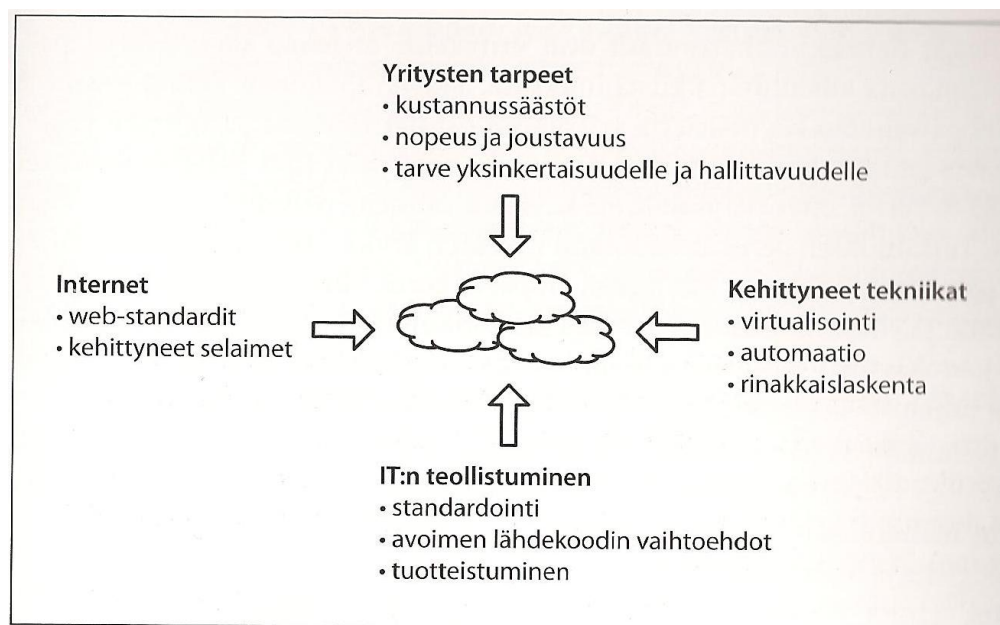 Yritysten tarpeet
• kustannussäästöt
• nopeus ja joustavuus
• tarve yksinkertaisuudelle ja hallittavuudelle
Internet
• web-standardit
• kehittyneet selaimet
Kehittyneet tekniikat
• virtualisointi
• automaatio
• rinakkaislaskenta
IT:n teollistuminen
• standardointi
• avoimen lähdekoodin vaihtoehdot
• tuotteistuminen